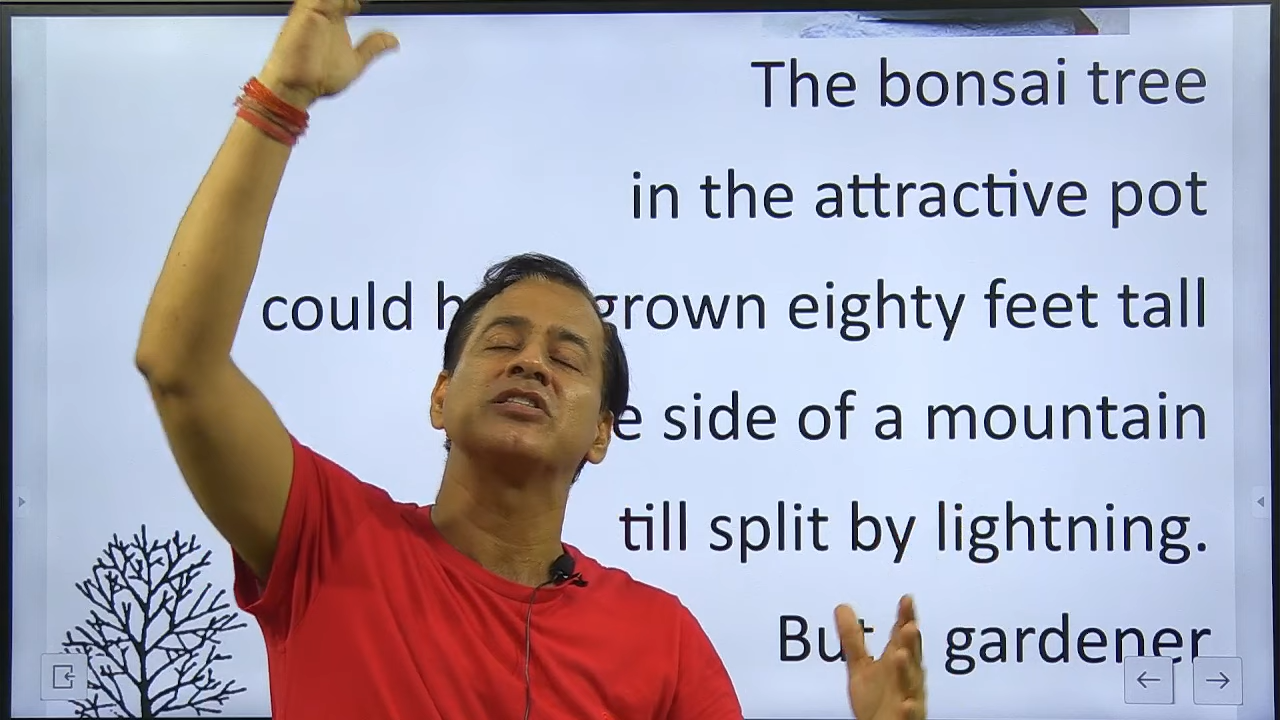 The bonsai tree
in the attractive pot
could grown eighty feet tall
side of a mountain
till split by lightning.
But gardener